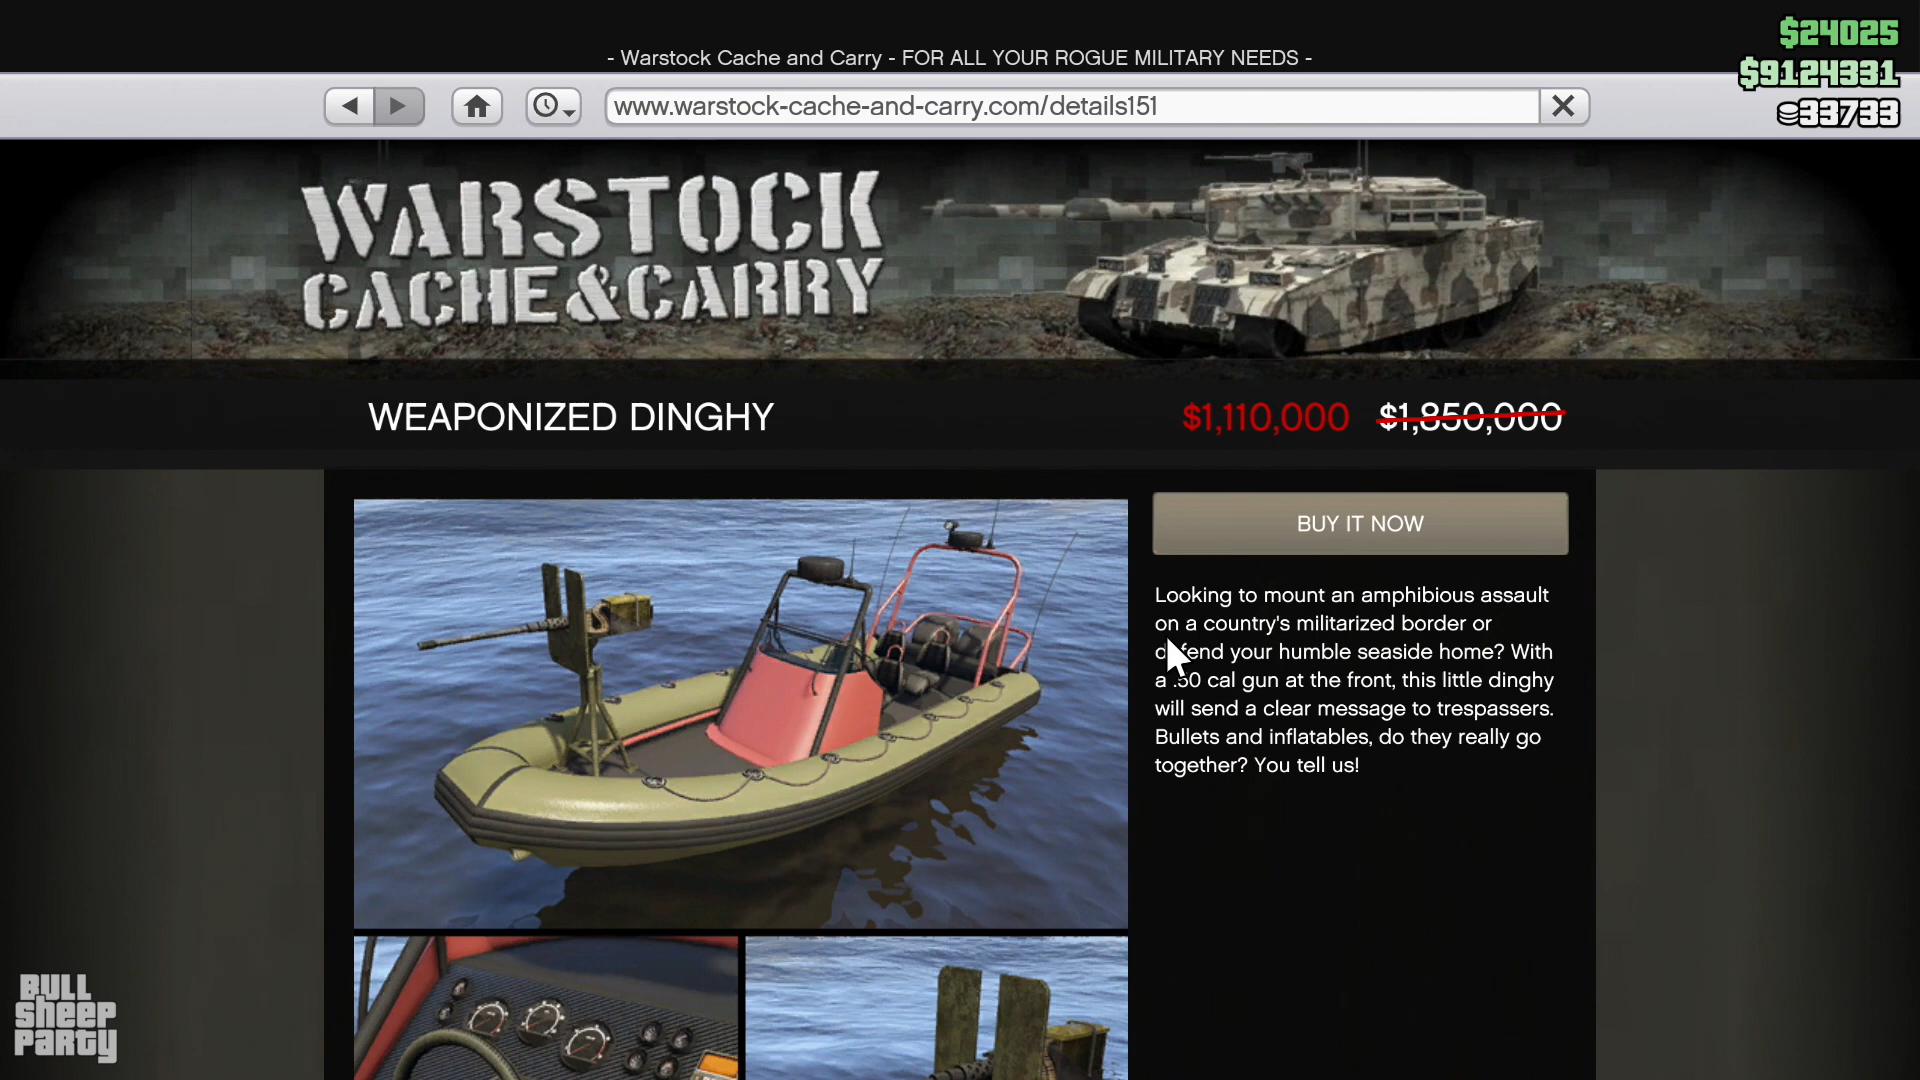 - Warstock Cache and Carry - FOR ALL YOUR ROGUE MILITARY NEEDS -
$24025
$9124331
33733
www.warstock-cache-and-carry.com/details151
WARSTOCK
CACHE & CARRY
WEAPONIZED DINGHY
$1,110,000 $1,850,000
BUY IT NOW
Looking to mount an amphibious assault
on a country's militarized border or
defend your humble seaside home? With
a .50 cal gun at the front, this little dinghy
will send a clear message to trespassers.
Bullets and inflatables, do they really go
together? You tell us!
BULL
sheep
PARTY